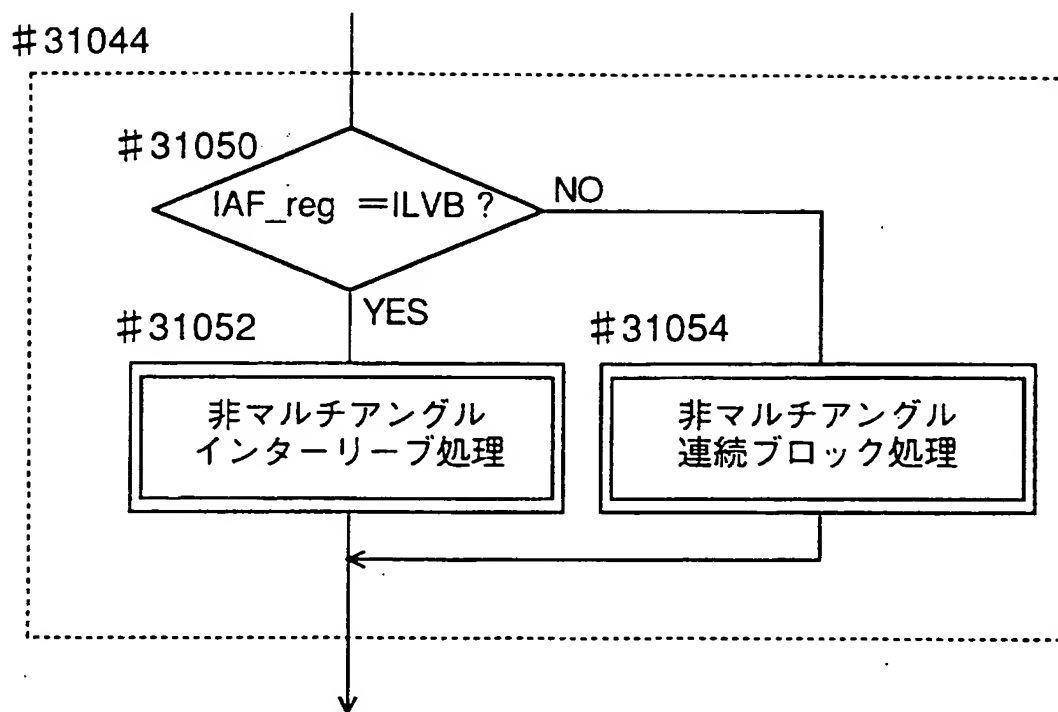 #31044
#31050
IAF_reg =ILVB ?
NO
YES
#31052
#31054
非マルチアングル
インターリーブ処理
非マルチアングル
連続ブロック処理